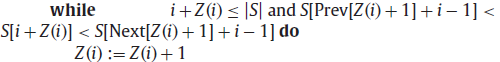 while i + Z(i) ≤ |S| and S[Prev[Z(i) + 1] + i − 1] <
S[i + Z(i)] < S[Next[Z(i) + 1] + i − 1] do
Z(i) := Z(i) + 1